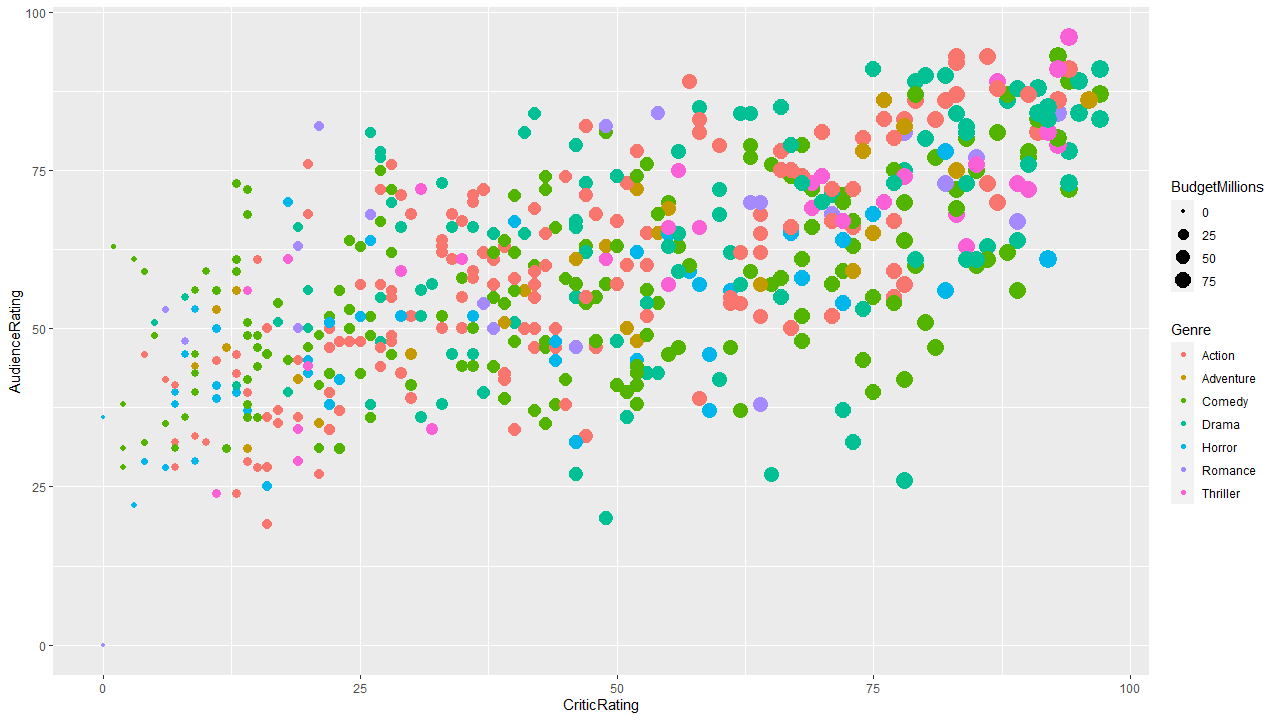 100
75
50
25
0
AudienceRating
0
25
50
75
100
CriticRating
BudgetMillions
0
25
50
75
Genre
Action
Adventure
Comedy
Drama
Horror
Romance
Thriller